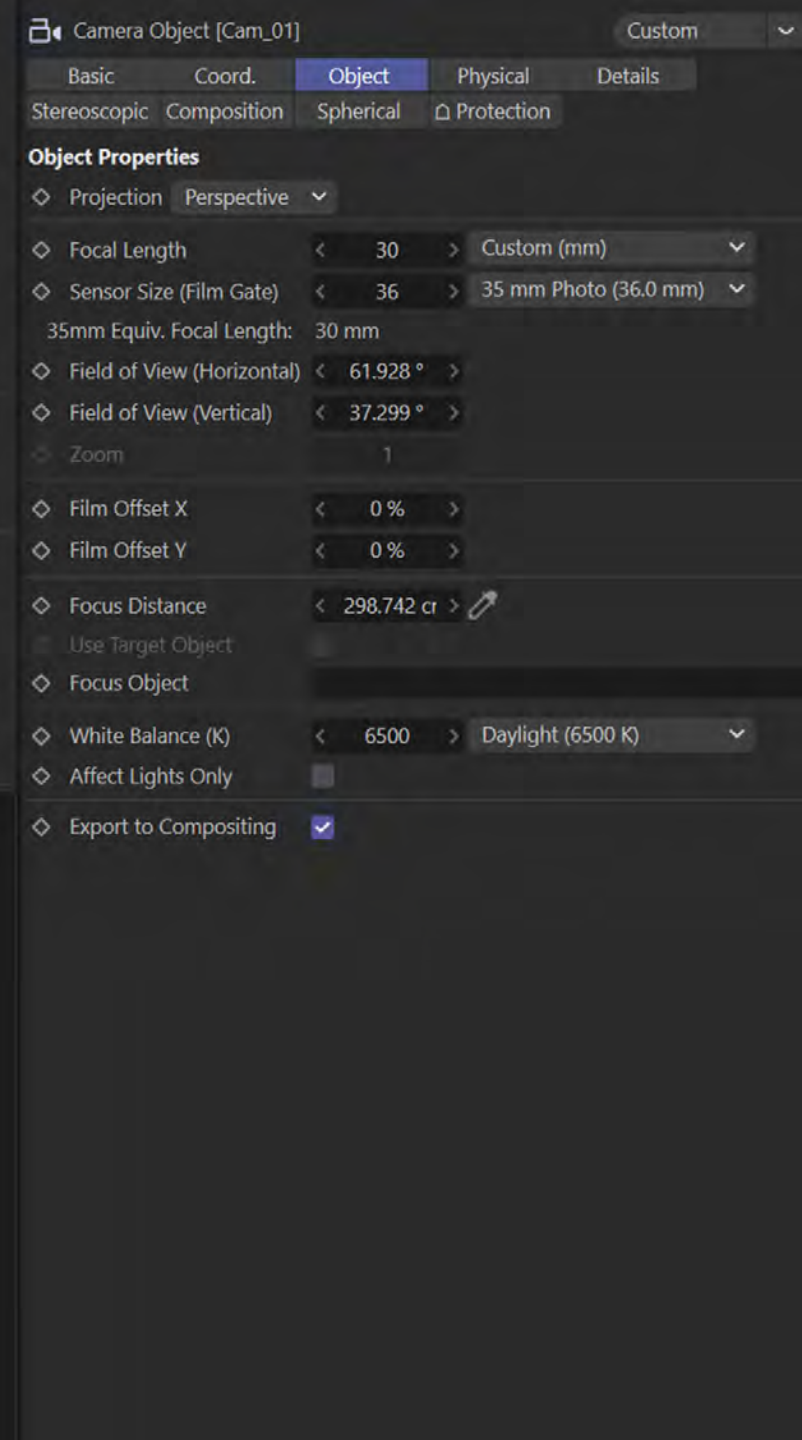 Camera Object [Cam_01] Custom
Basic Coord. Object Physical Details
Stereoscopic Composition Spherical Protection
Object Properties
Projection Perspective
Focal Length 30 Custom (mm)
Sensor Size (Film Gate) 36 35 mm Photo (36.0 mm)
35mm Equiv. Focal Length: 30 mm
Field of View (Horizontal) 61.928 °
Field of View (Vertical) 37.299 °
Zoom 1
Film Offset X 0 %
Film Offset Y 0 %
Focus Distance 298.742 cr
Use Target Object
Focus Object
White Balance (K) 6500 Daylight (6500 K)
Affect Lights Only
Export to Compositing